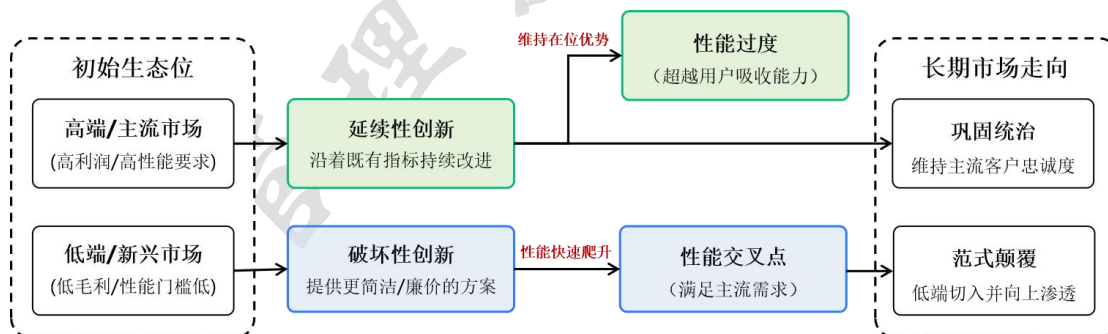 初始生态位
高端/主流市场
(高利润/高性能要求)
低端/新兴市场
(低毛利/性能门槛低)
延续性创新
沿着既有指标持续改进
破坏性创新
提供更简洁/廉价的方案
维持在位优势
性能过度
（超越用户吸收能力）
性能快速爬升
性能交叉点
（满足主流需求）
长期市场走向
巩固统治
维持主流客户忠诚度
范式颠覆
低端切入并向上渗透
理